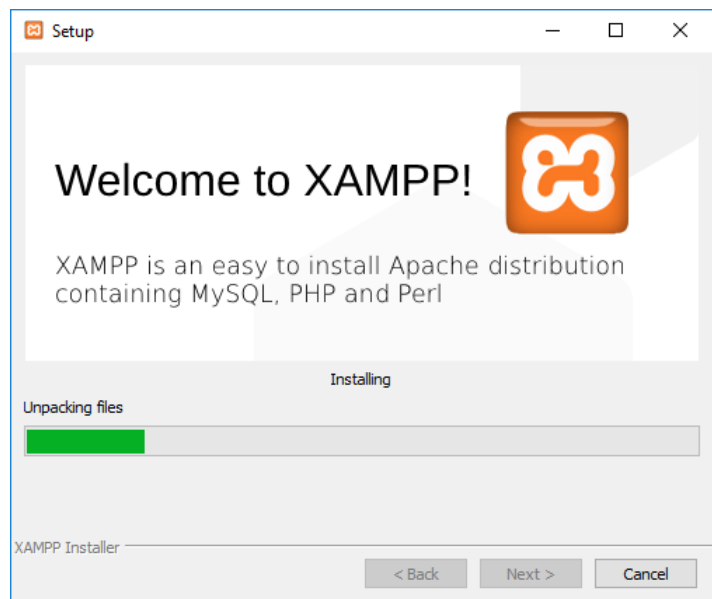 Setup
Welcome to XAMPP!
XAMPP is an easy to install Apache distribution
containing MySQL, PHP and Perl
Installing
Unpacking files
XAMPP Installer
< Back
Next >
Cancel